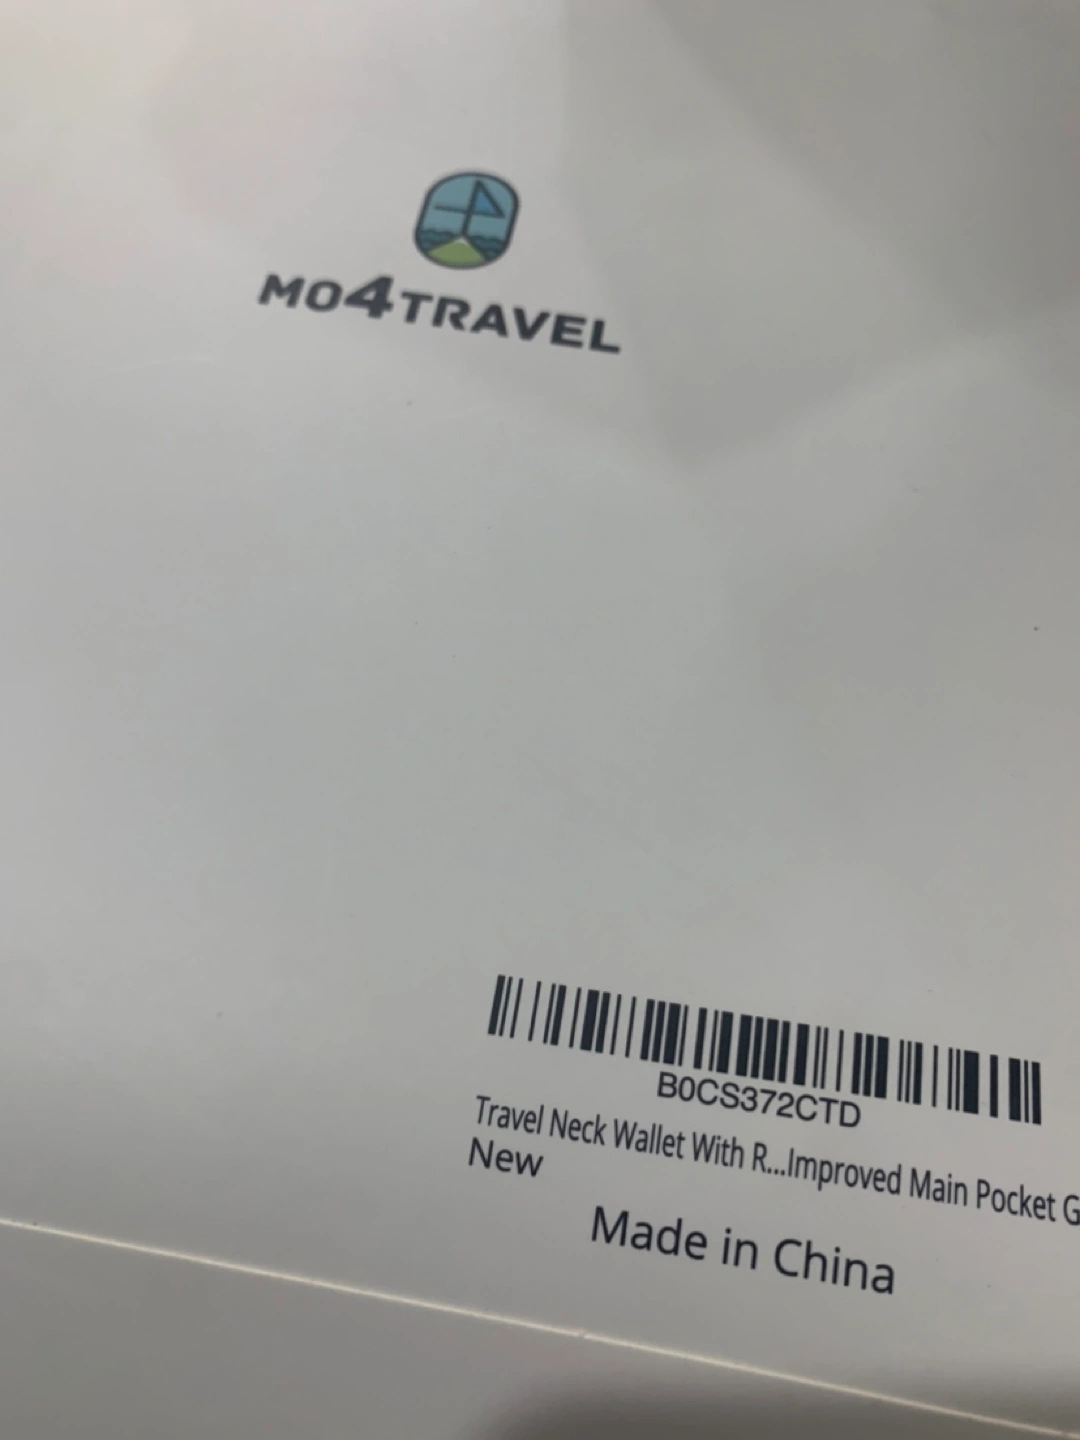 MO4TRAVEL
B0CS372CTD
Travel Neck Wallet With R...Improved Main Pocket G
New
Made in China